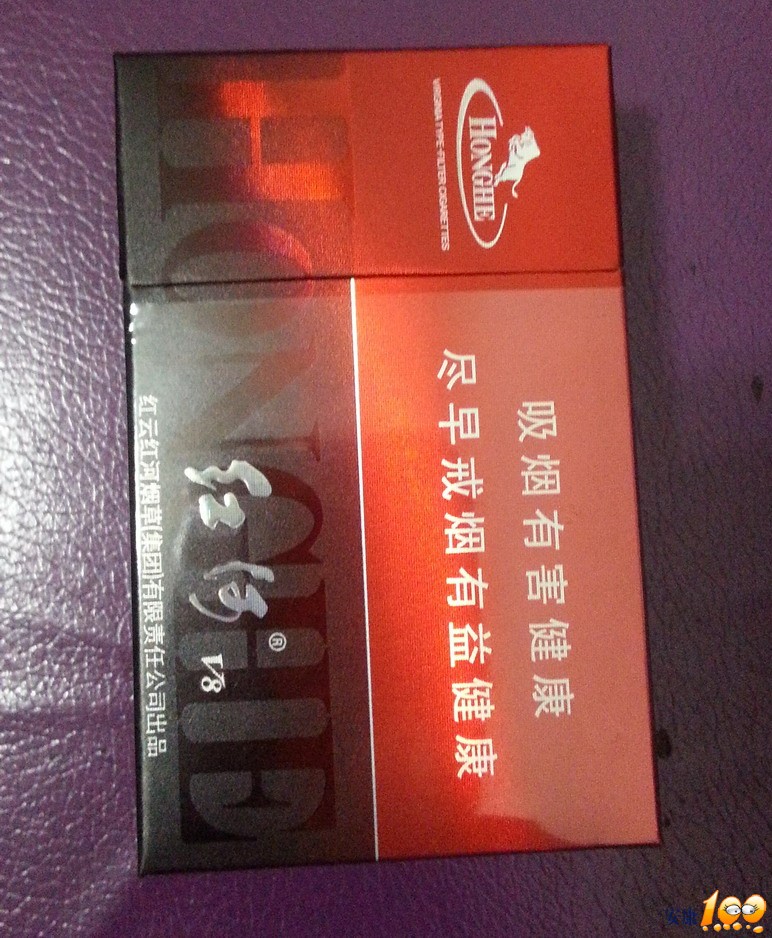 HONGHE
VIRGINIA TYPE·FILTER CIGARETTES
吸烟有害健康
尽早戒烟有益健康
HONGHE
红河® V8
红云红河烟草(集团)有限责任公司出品
100